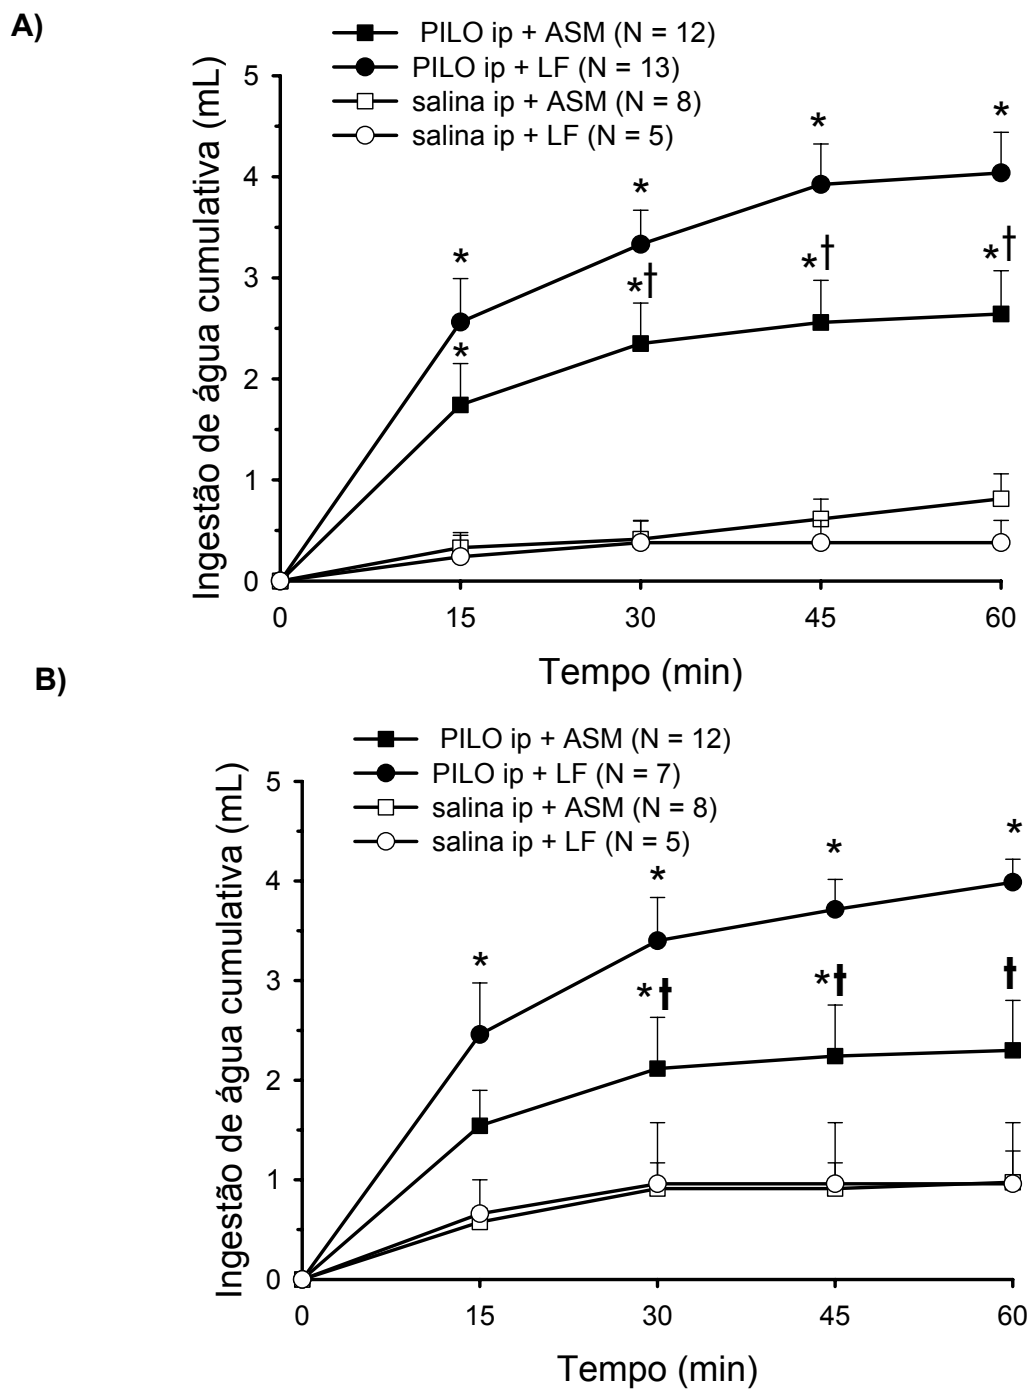 A)
PILO ip + ASM (N = 12)
PILO ip + LF (N = 13)
salina ip + ASM (N = 8)
salina ip + LF (N = 5)
Ingestão de água cumulativa (mL)
5
4
3
2
1
0
* * * *
* *† *† *†
0 15 30 45 60
Tempo (min)
B)
PILO ip + ASM (N = 12)
PILO ip + LF (N = 7)
salina ip + ASM (N = 8)
salina ip + LF (N = 5)
Ingestão de água cumulativa (mL)
5
4
3
2
1
0
* * * *
*† *† †
0 15 30 45 60
Tempo (min)